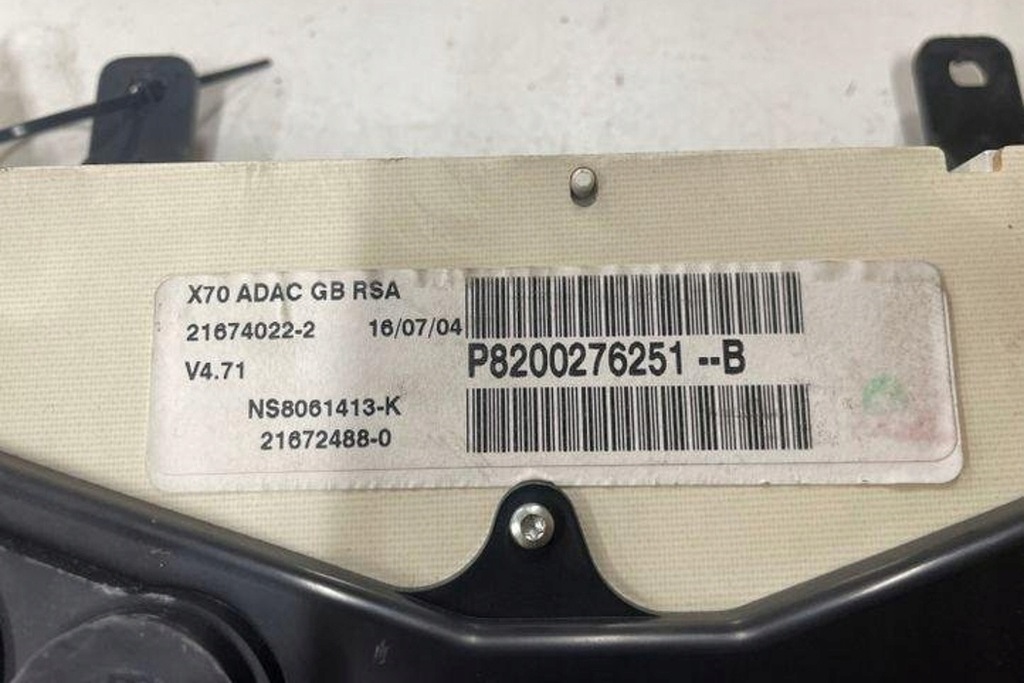 X70 ADAC GB RSA
21674022-2 16/07/04
P8200276251 --B
V4.71
NS8061413-K
21672488-0